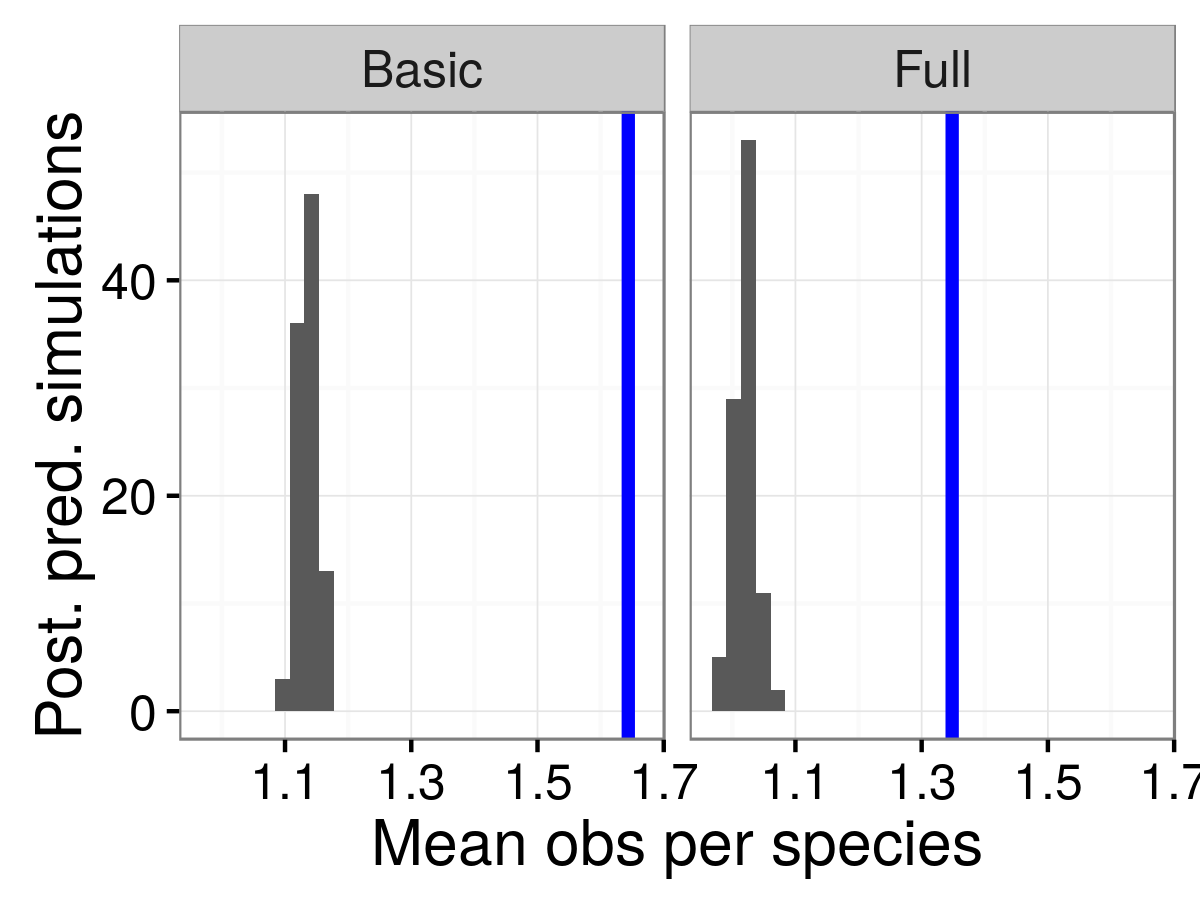 Basic Full
Post. pred. simulations
40
20
0
1.1 1.3 1.5 1.7 1.1 1.3 1.5 1.7
Mean obs per species